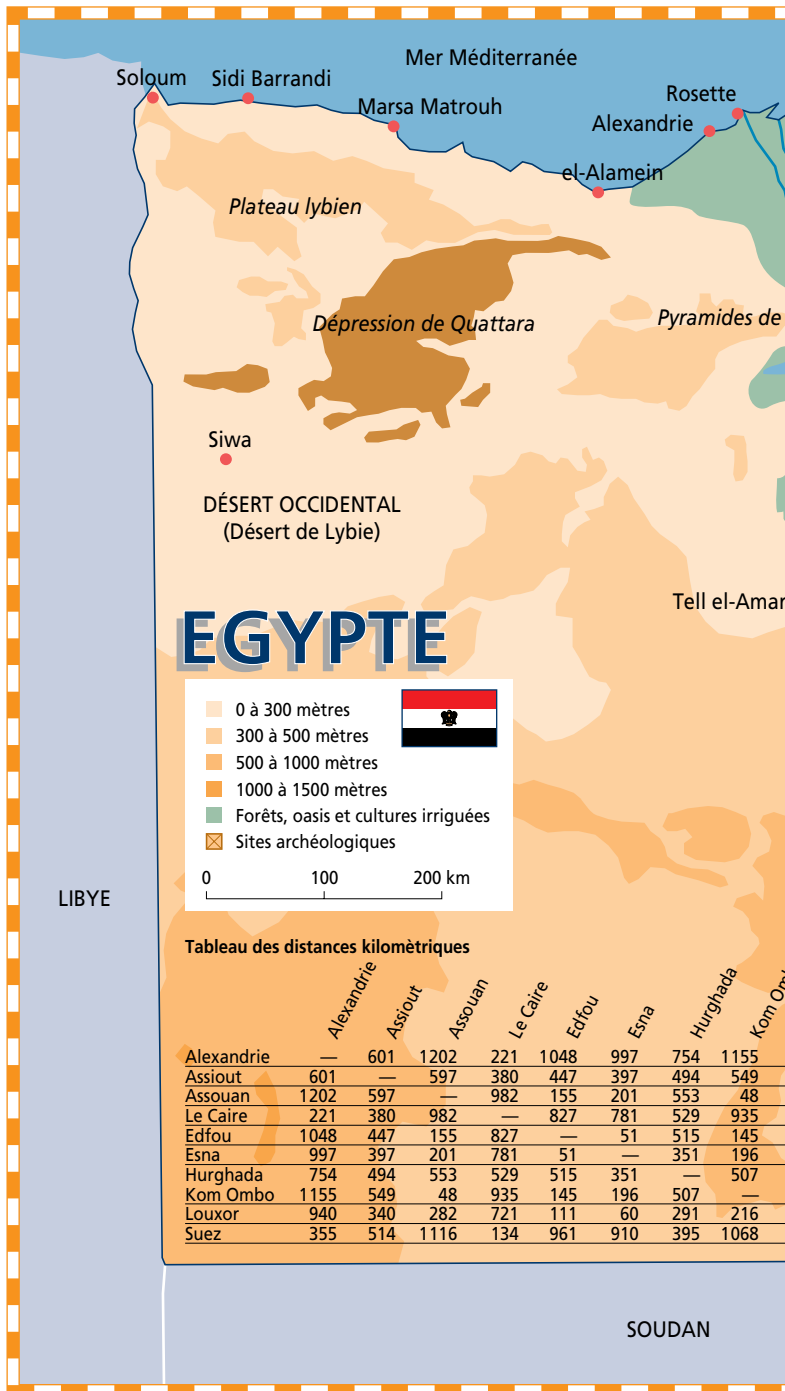 Mer Méditerranée
Soloum
Sidi Barrandi
Marsa Matrouh
Rosette
Alexandrie
el-Alamein
Plateau lybien
Dépression de Quattara
Pyramides de
Siwa
DÉSERT OCCIDENTAL
(Désert de Lybie)
Tell el-Amar
EGYPTE
0 à 300 mètres
300 à 500 mètres
500 à 1000 mètres
1000 à 1500 mètres
Forêts, oasis et cultures irriguées
Sites archéologiques
0 100 200 km
LIBYE
Tableau des distances kilomètriques
Alexandrie Assiout Assouan Le Caire Edfou Esna Hurghada Kom Omb
Alexandrie — 601 1202 221 1048 997 754 1155
Assiout 601 — 597 380 447 397 494 549
Assouan 1202 597 — 982 155 201 553 48
Le Caire 221 380 982 — 827 781 529 935
Edfou 1048 447 155 827 — 51 515 145
Esna 997 397 201 781 51 — 351 196
Hurghada 754 494 553 529 515 351 — 507
Kom Ombo 1155 549 48 935 145 196 507 —
Louxor 940 340 282 721 111 60 291 216
Suez 355 514 1116 134 961 910 395 1068
SOUDAN